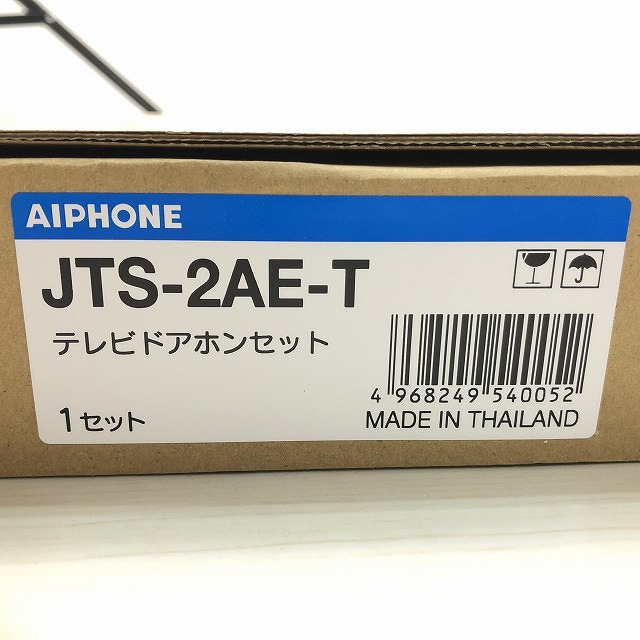 AIPHONE
JTS-2AE-T
テレビドアホンセット
4 968249 540052
1セット
MADE IN THAILAND